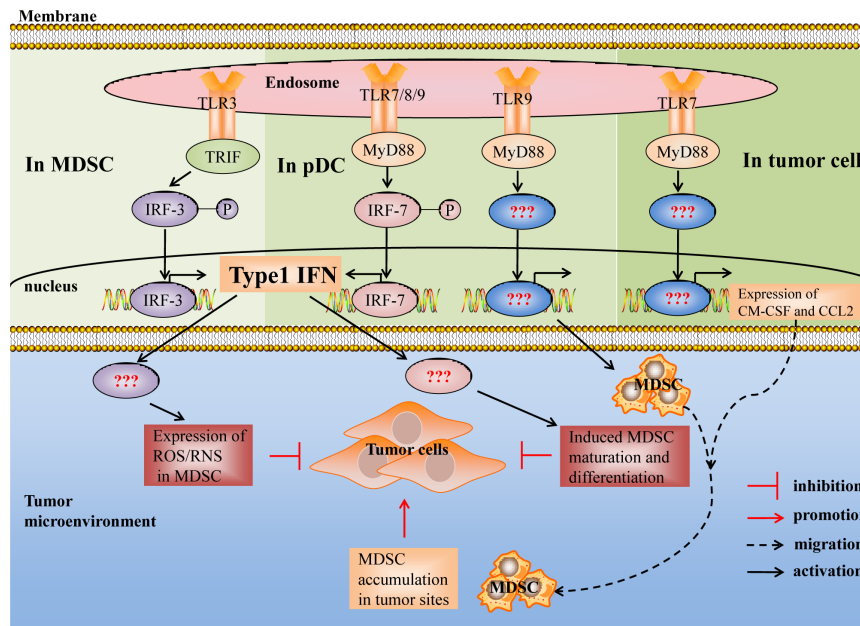 Membrane
Endosome
TLR3
TLR7/8/9
TLR9
TLR7
TRIF
MyD88
MyD88
MyD88
In MDSC
In pDC
In tumor cell
IRF-3
P
IRF-7
P
???
???
nucleus
IRF-3
Type1 IFN
IRF-7
???
???
Expression of
CM-CSF and CCL2
???
???
MDSC
Expression of
ROS/RNS
in MDSC
Tumor cells
Induced MDSC
maturation and
differentiation
Tumor
microenvironment
MDSC
accumulation
in tumor sites
MDSC
inhibition
promotion
migration
activation